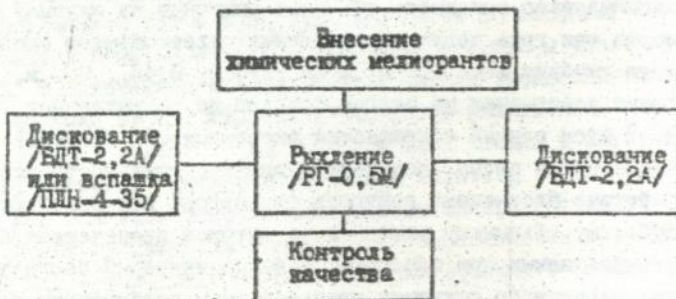 Внесение
химических мелиорантов
Дискование
/БДТ-2,2А/
или вспашка
/ПЛН-4-35/
Рыхление
/РГ-0,5М/
Дискование
/БДТ-2,2А/
Контроль
качества